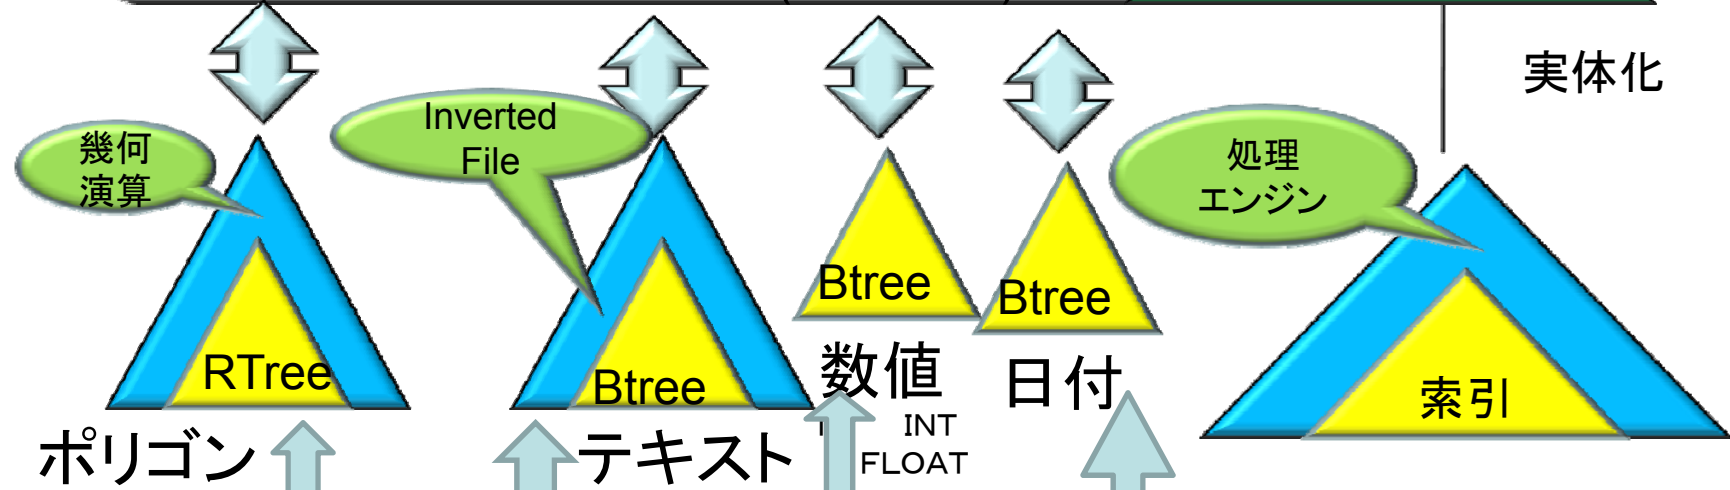 実体化
幾何
演算
Inverted
File
処理
エンジン
RTree
Btree
Btree
Btree
索引
ポリゴン
テキスト
数値
INT
FLOAT
日付